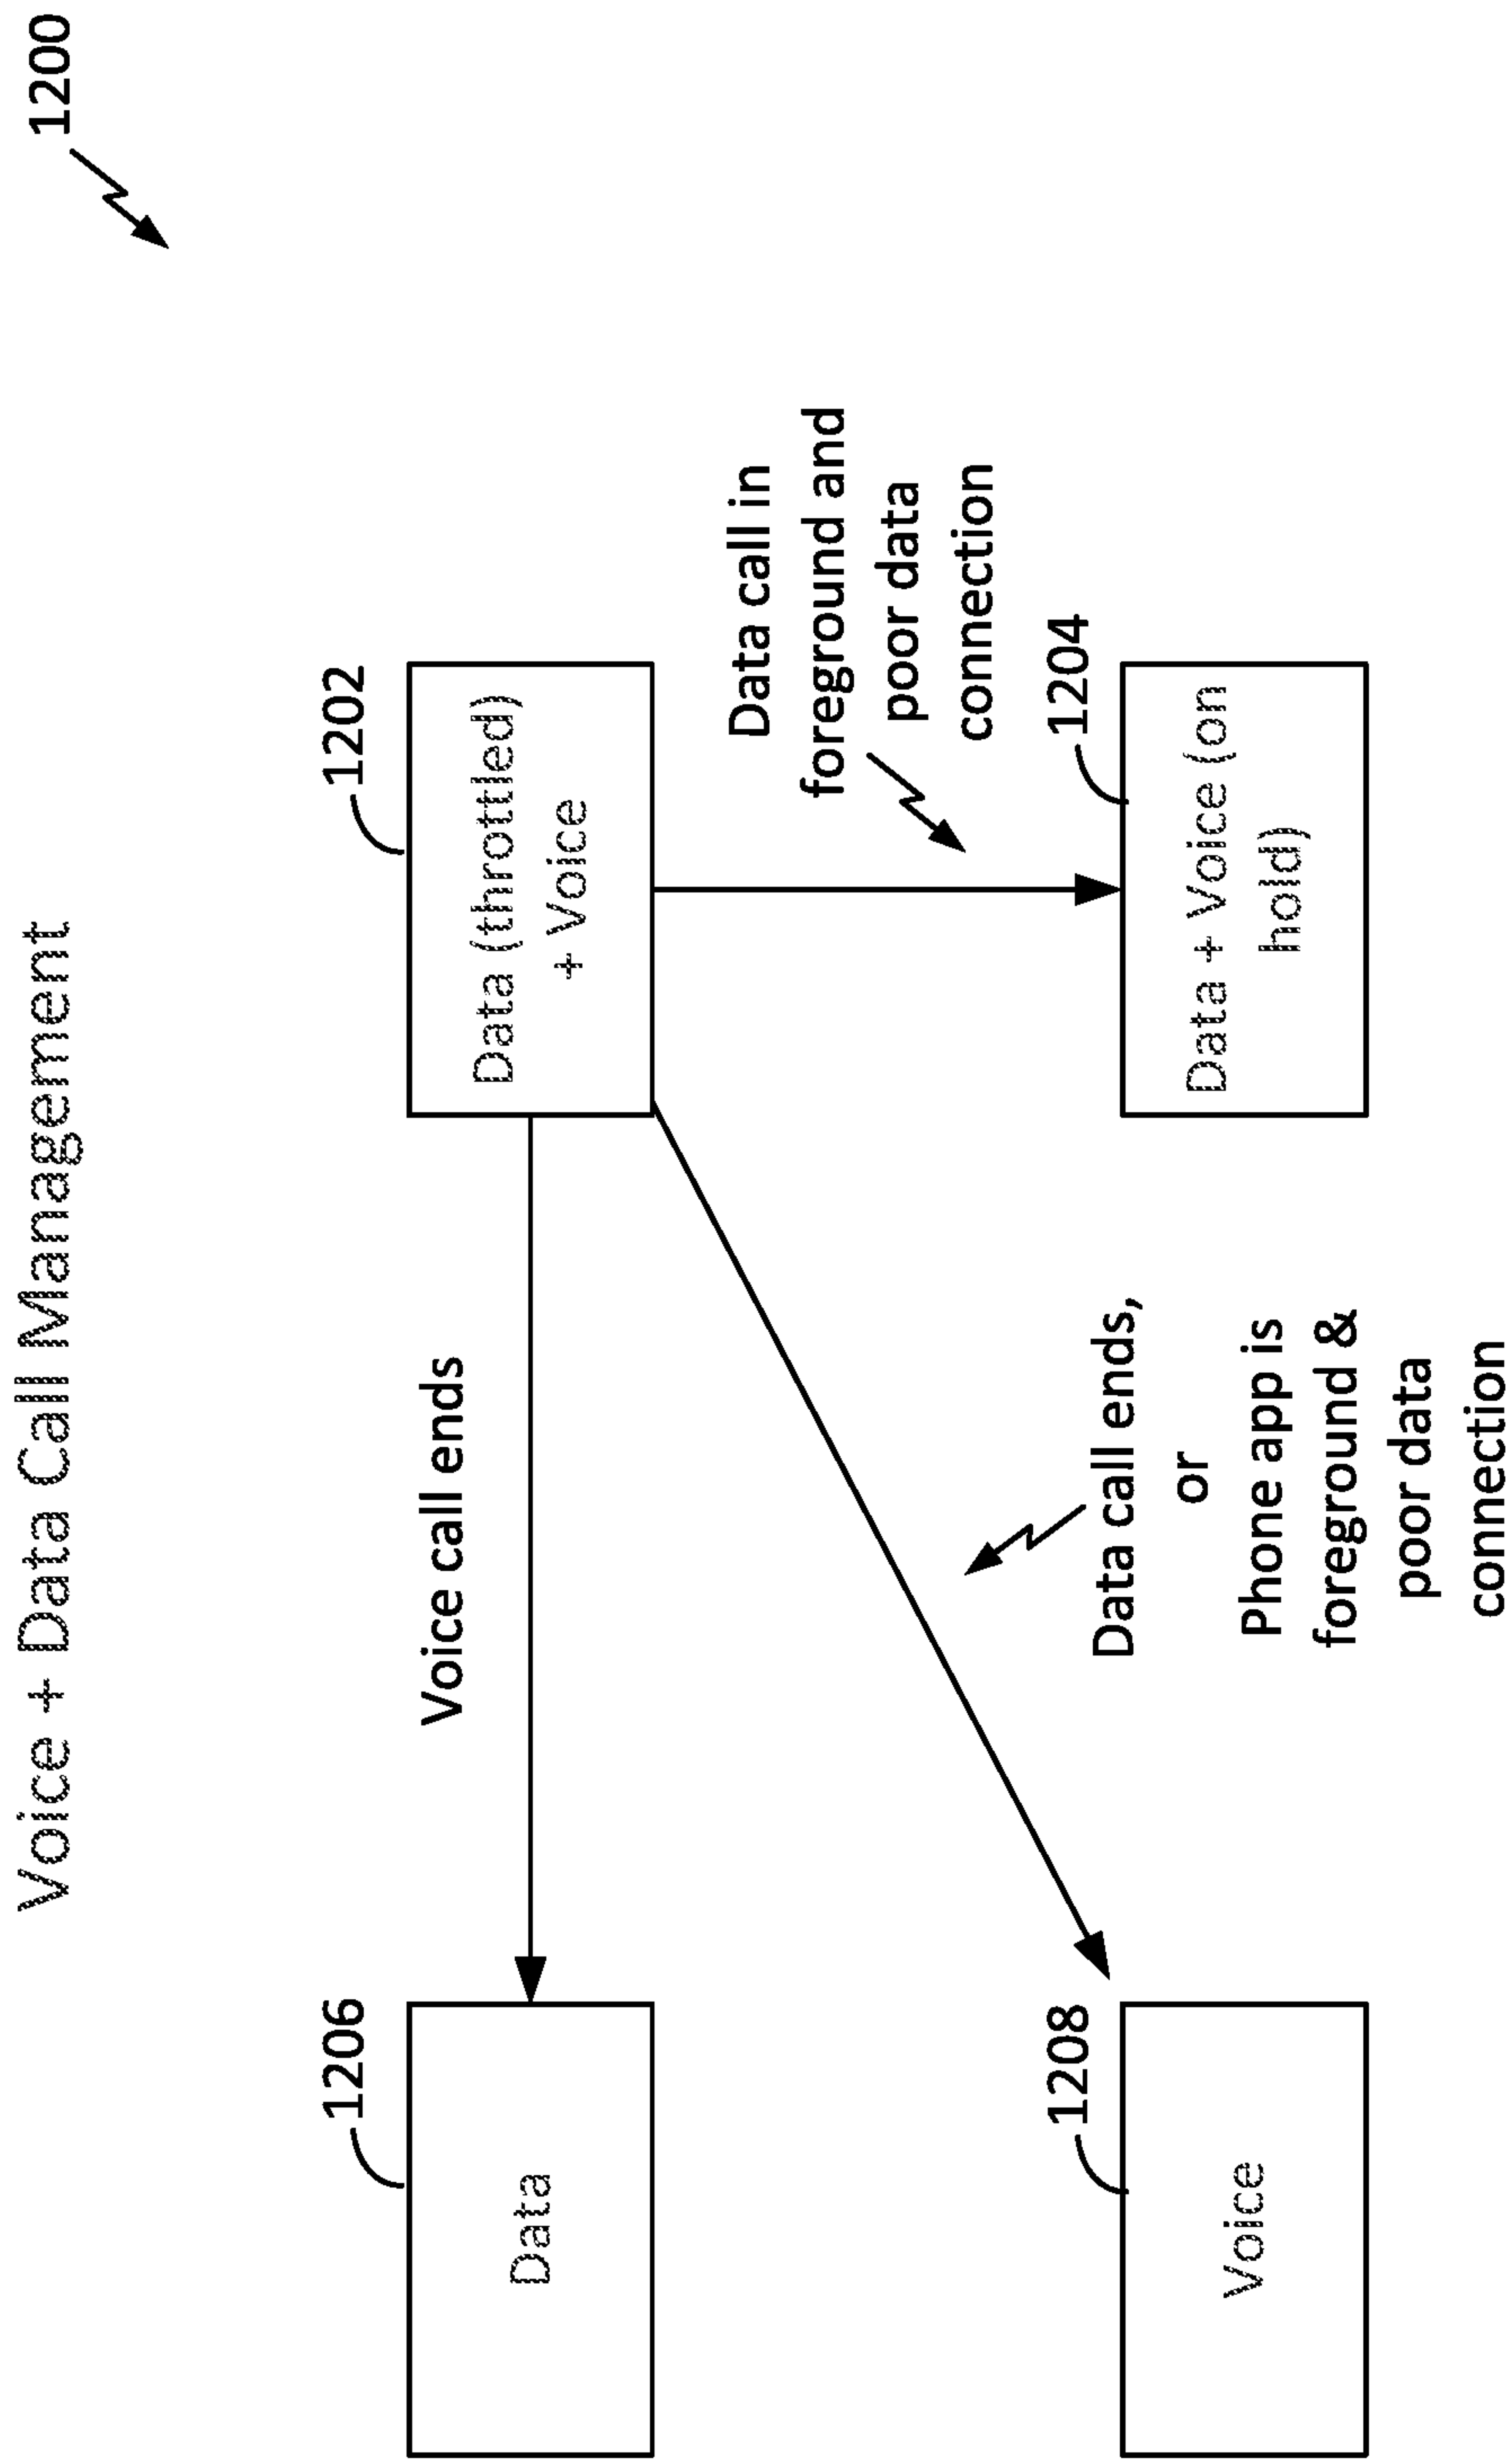 Voice + Data Call Management
1200
1206
1202
Voice call ends
Data
Data (throttled)
+ Voice
Data call in
foreground and
poor data
connection
1208
1204
Voice
Data call ends,
or
Phone app is
foreground &
poor data
connection
Data + Voice (on
hold)